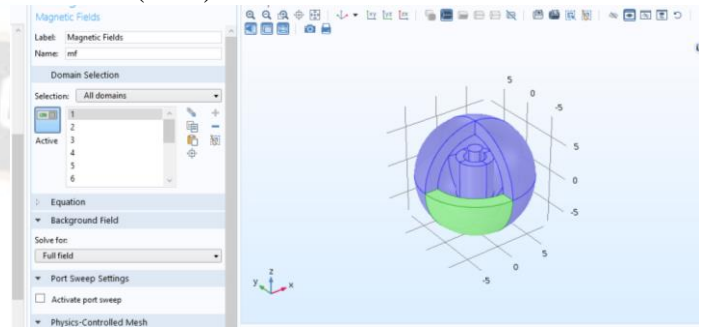 Magnetic Fields
Label: Magnetic Fields
Name: mf
Domain Selection
Selection: All domains
1
2
3
4
5
6
Active
Equation
Background Field
Solve for:
Full field
Port Sweep Settings
Activate port sweep
Physics-Controlled Mesh
5
0
-5
5
0
-5
5
0
-5
z
y
x